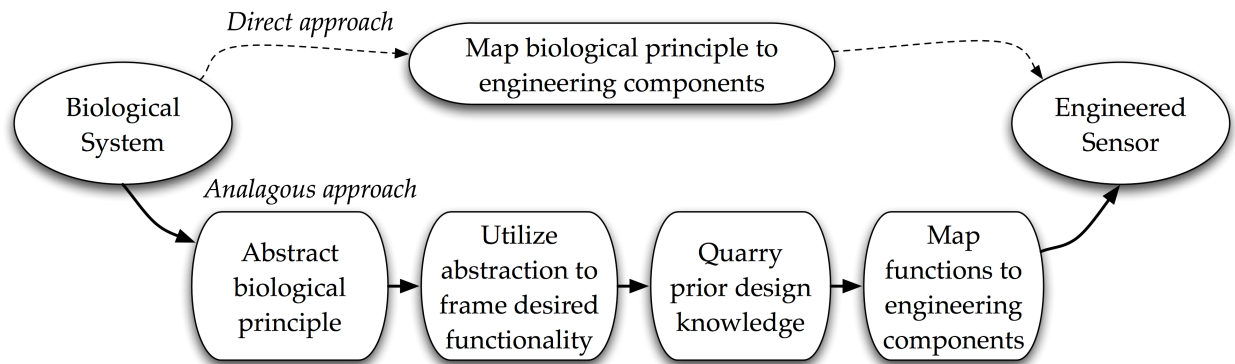 Direct approach
Map biological principle to
engineering components
Biological
System
Engineered
Sensor
Analagous approach
Abstract
biological
principle
Utilize
abstraction to
frame desired
functionality
Quarry
prior design
knowledge
Map
functions to
engineering
components